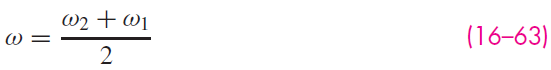 ω = (ω₂ + ω₁) / 2 (16–63)